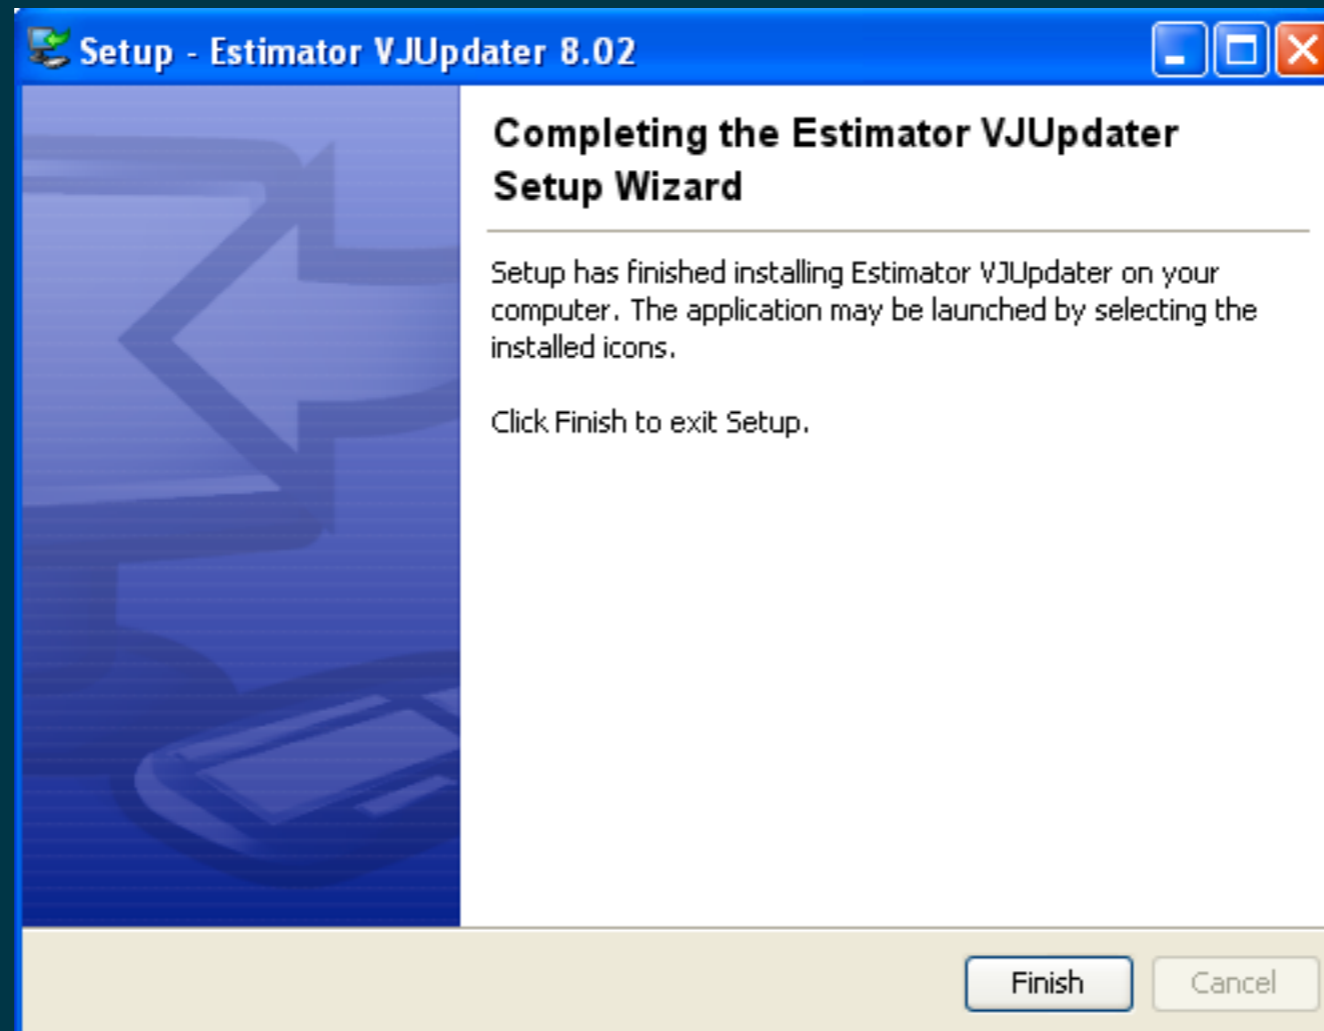 Setup - Estimator VJUpdater 8.02
Completing the Estimator VJUpdater
Setup Wizard
Setup has finished installing Estimator VJUpdater on your
computer. The application may be launched by selecting the
installed icons.
Click Finish to exit Setup.
Finish
Cancel